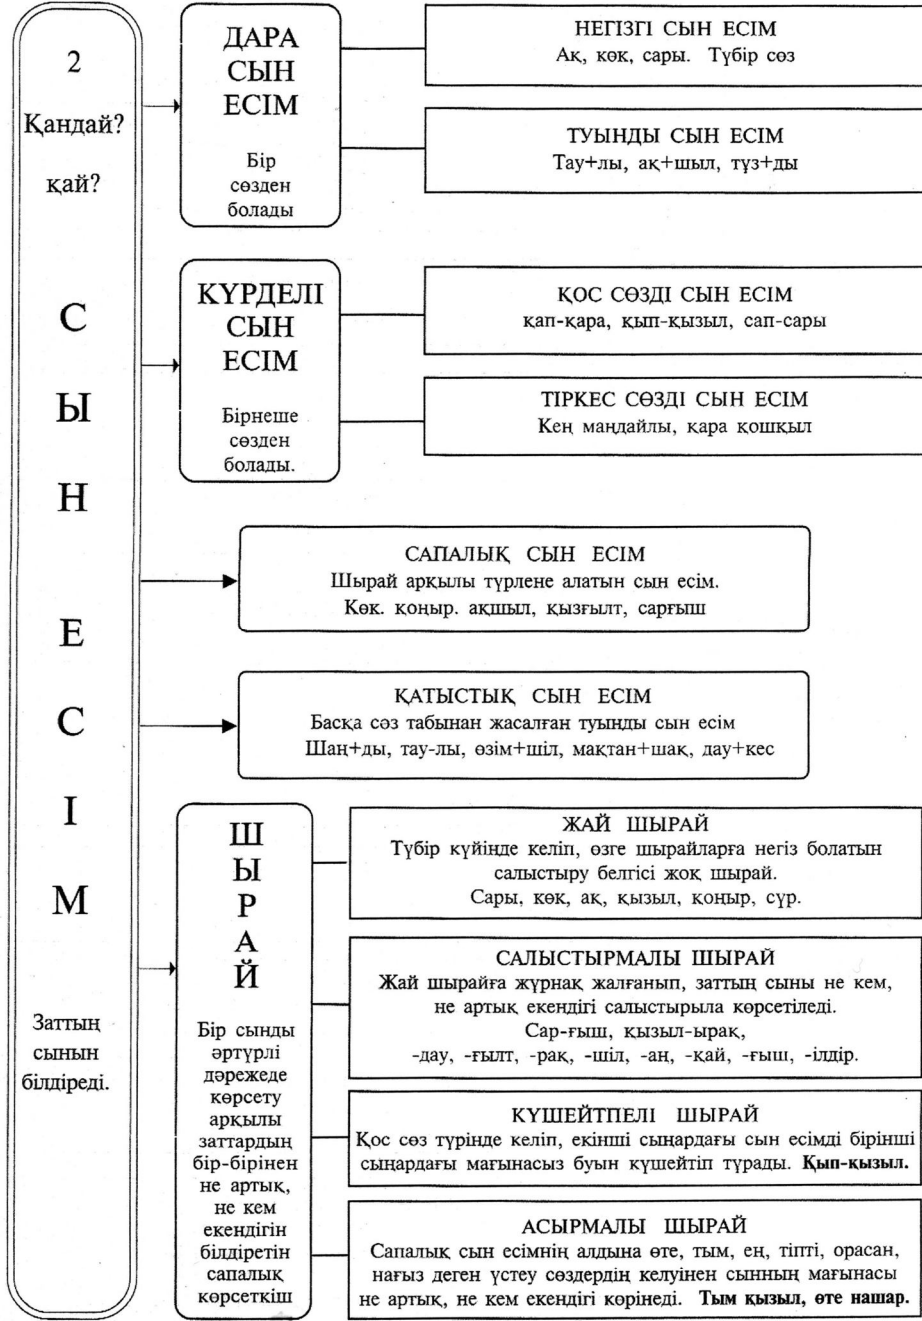 2
Қандай?
қай?
С
Ы
Н
Е
С
І
М
Заттың
сынын
білдіреді.
ДАРА
СЫН
ЕСІМ
Бір
сөзден
болады
НЕГІЗГІ СЫН ЕСІМ
Ақ, көк, сары. Түбір сөз
ТУЫНДЫ СЫН ЕСІМ
Тау+лы, ақ+шыл, тұз+ды
КҮРДЕЛІ
СЫН
ЕСІМ
Бірнеше
сөзден
болады.
ҚОС СӨЗДІ СЫН ЕСІМ
қап-қара, қып-қызыл, сап-сары
ТІРКЕС СӨЗДІ СЫН ЕСІМ
Кең маңдайлы, қара қошқыл
САПАЛЫҚ СЫН ЕСІМ
Шырай арқылы түрлене алатын сын есім.
Көк. қоңыр. ақшыл, қызғылт, сарғыш
ҚАТЫСТЫҚ СЫН ЕСІМ
Басқа сөз табынан жасалған туынды сын есім
Шаң+ды, тау-лы, өзім+шіл, мақтан+шақ, дау+кес
Ш
Ы
Р
А
Й
Бір сынды
әртүрлі
дәрежеде
көрсету
арқылы
заттардың
бір-бірінен
не артық,
не кем
екендігін
білдіретін
сапалық
көрсеткіш
ЖАЙ ШЫРАЙ
Түбір күйінде келіп, өзге шырайларға негіз болатын
салыстыру белгісі жоқ шырай.
Сары, көк, ақ, қызыл, қоңыр, сұр.
САЛЫСТЫРМАЛЫ ШЫРАЙ
Жай шырайға жұрнақ жалғанып, заттың сыны не кем,
не артық екендігі салыстырыла көрсетіледі.
Сар-ғыш, қызыл-ырақ,
-дау, -ғылт, -рақ, -шіл, -аң, -қай, -ғыш, -ілдір.
КҮШЕЙТПЕЛІ ШЫРАЙ
Қос сөз түрінде келіп, екінші сыңардағы сын есімді бірінші
сыңардағы мағынасыз буын күшейтіп тұрады. Қып-қызыл.
АСЫРМАЛЫ ШЫРАЙ
Сапалық сын есімнің алдына өте, тым, ең, тіпті, орасан,
нағыз деген үстеу сөздердің келуінен сынның мағынасы
не артық, не кем екендігі көрінеді. Тым қызыл, өте нашар.